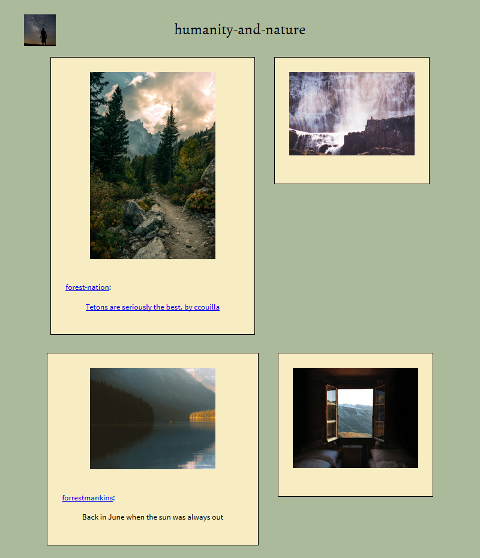 humanity-and-nature
forest-nation:
Tetons are seriously the best, by ccouilla
forrestmankins:
Back in June when the sun was always out